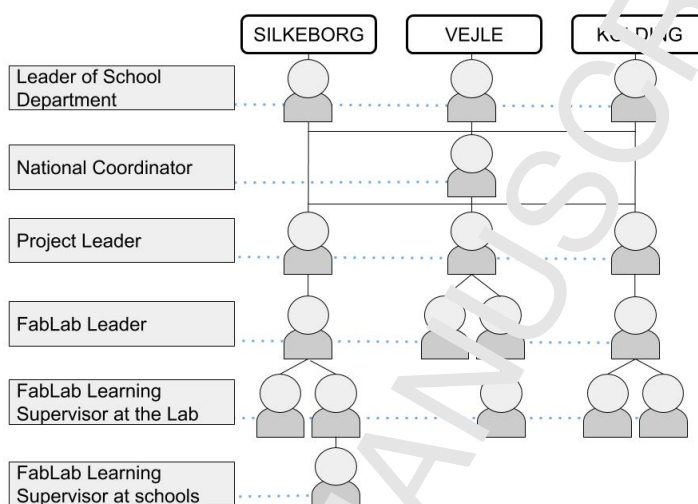 SILKEBORG
VEJLE
Leader of School
Department
National Coordinator
Project Leader
FabLab Leader
FabLab Learning
Supervisor at the Lab
FabLab Learning
Supervisor at schools